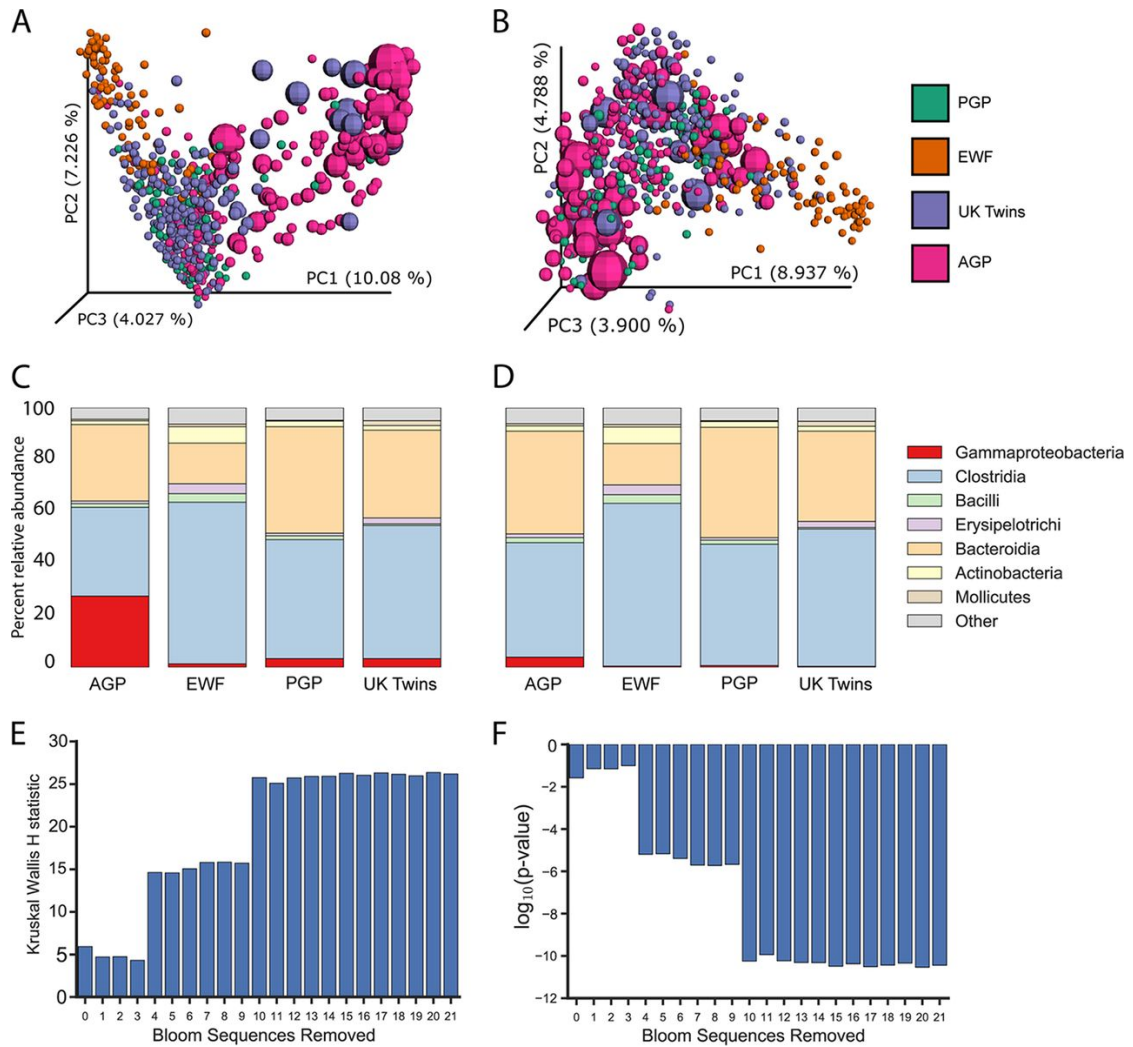 A
PC2 (7.226 %)
PC1 (10.08 %)
PC3 (4.027 %)
B
PC2 (4.788 %)
PC1 (8.937 %)
PC3 (3.900 %)
PGP
EWF
UK Twins
AGP
C
Percent relative abundance
100
80
60
40
20
0
AGP
EWF
PGP
UK Twins
D
AGP
EWF
PGP
UK Twins
Gammaproteobacteria
Clostridia
Bacilli
Erysipelotrichi
Bacteroidia
Actinobacteria
Mollicutes
Other
E
Kruskal Wallis H statistic
30
25
20
15
10
5
0
0 1 2 3 4 5 6 7 8 9 10 11 12 13 14 15 16 17 18 19 20 21
Bloom Sequences Removed
F
log10(p-value)
0
−2
−4
−6
−8
−10
−12
0 1 2 3 4 5 6 7 8 9 10 11 12 13 14 15 16 17 18 19 20 21
Bloom Sequences Removed